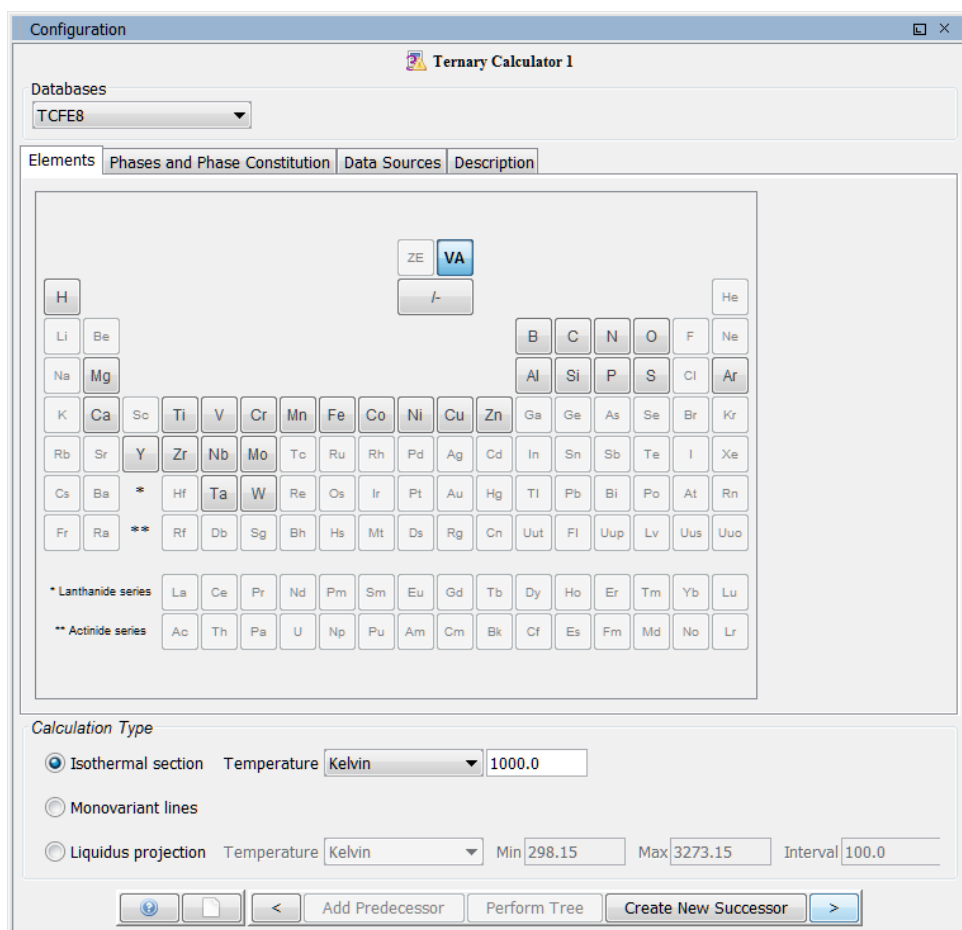 Configuration
Ternary Calculator 1
Databases
TCFE8
Elements Phases and Phase Constitution Data Sources Description
ZE VA
H /- He
Li Be B C N O F Ne
Na Mg Al Si P S Cl Ar
K Ca Sc Ti V Cr Mn Fe Co Ni Cu Zn Ga Ge As Se Br Kr
Rb Sr Y Zr Nb Mo Tc Ru Rh Pd Ag Cd In Sn Sb Te I Xe
Cs Ba * Hf Ta W Re Os Ir Pt Au Hg Tl Pb Bi Po At Rn
Fr Ra ** Rf Db Sg Bh Hs Mt Ds Rg Cn Uut Fl Uup Lv Uus Uuo
* Lanthanide series La Ce Pr Nd Pm Sm Eu Gd Tb Dy Ho Er Tm Yb Lu
** Actinide series Ac Th Pa U Np Pu Am Cm Bk Cf Es Fm Md No Lr
Calculation Type
Isothermal section Temperature Kelvin 1000.0
Monovariant lines
Liquidus projection Temperature Kelvin Min 298.15 Max 3273.15 Interval 100.0
< Add Predecessor Perform Tree Create New Successor >